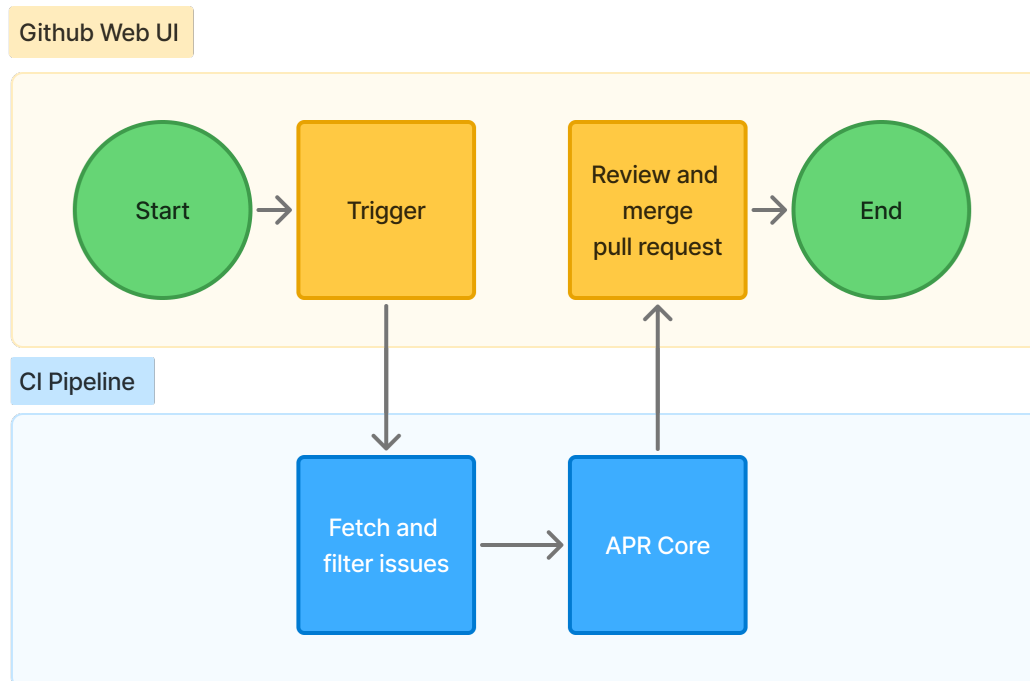 Github Web UI
Start
Trigger
Review and
merge
pull request
End
CI Pipeline
Fetch and
filter issues
APR Core